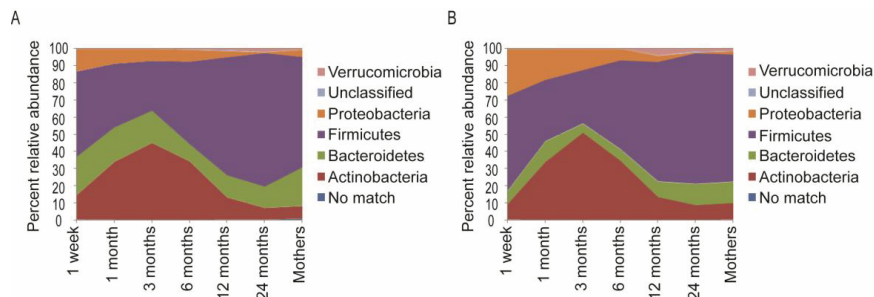 A
Percent relative abundance
100
90
80
70
60
50
40
30
20
10
0
1 week
1 month
3 months
6 months
12 months
24 months
Mothers
Verrucomicrobia
Unclassified
Proteobacteria
Firmicutes
Bacteroidetes
Actinobacteria
No match
B
Percent relative abundance
100
90
80
70
60
50
40
30
20
10
0
1 week
1 month
3 months
6 months
12 months
24 months
Mothers
Verrucomicrobia
Unclassified
Proteobacteria
Firmicutes
Bacteroidetes
Actinobacteria
No match